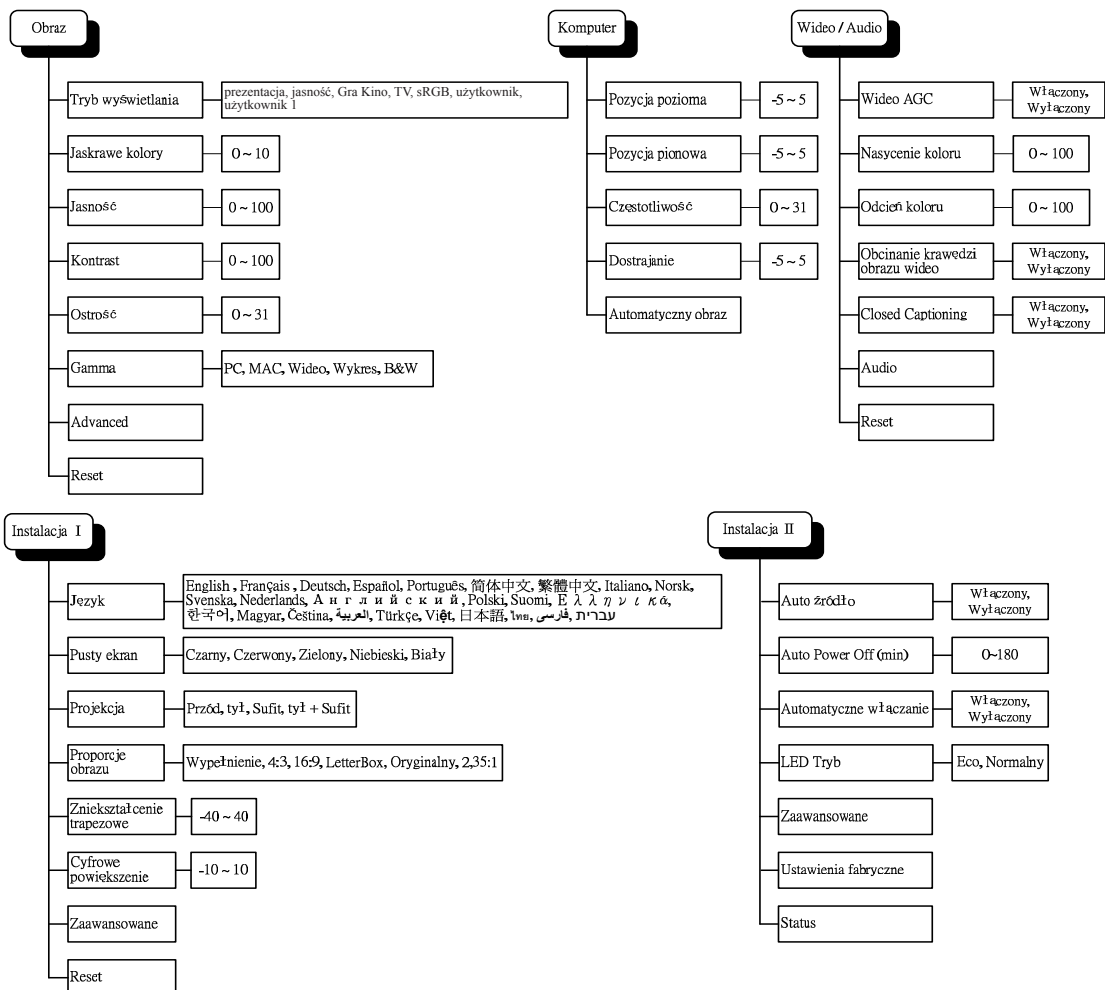 Obraz
Tryb wyświetlania
prezentacja, jasność, Gra Kino, TV, sRGB, użytkownik,
użytkownik 1
Jaskrawe kolory
0 ~ 10
Jasność
0 ~ 100
Kontrast
0 ~ 100
Ostrość
0 ~ 31
Gamma
PC, MAC, Wideo, Wykres, B&W
Advanced
Reset
Komputer
Pozycja pozioma
-5 ~ 5
Pozycja pionowa
-5 ~ 5
Częstotliwość
0 ~ 31
Dostrajanie
-5 ~ 5
Automatyczny obraz
Wideo / Audio
Wideo AGC
Włączony,
Wyłączony
Nasycenie koloru
0 ~ 100
Odcień koloru
0 ~ 100
Obcinanie krawędzi
obrazu wideo
Włączony,
Wyłączony
Closed Captioning
Włączony,
Wyłączony
Audio
Reset
Instalacja I
Język
English , Français , Deutsch, Español, Português, 简体中文, 繁體中文, Italiano, Norsk,
Svenska, Nederlands, Английский, Polski, Suomi, Ελληνικά,
한국어, Magyar, Čeština, العربية, Türkçe, Việt, 日本語, ไทย, فارسی, עברית
Pusty ekran
Czarny, Czerwony, Zielony, Niebieski, Biały
Projekcja
Przód, tył, Sufit, tył + Sufit
Proporcje
obrazu
Wypełnienie, 4:3, 16:9, LetterBox, Oryginalny, 2,35:1
Zniekształcenie
trapezowe
-40 ~ 40
Cyfrowe
powiększenie
-10 ~ 10
Zaawansowane
Reset
Instalacja II
Auto źródło
Włączony,
Wyłączony
Auto Power Off (min)
0~180
Automatyczne włączanie
Włączony,
Wyłączony
LED Tryb
Eco, Normalny
Zaawansowane
Ustawienia fabryczne
Status